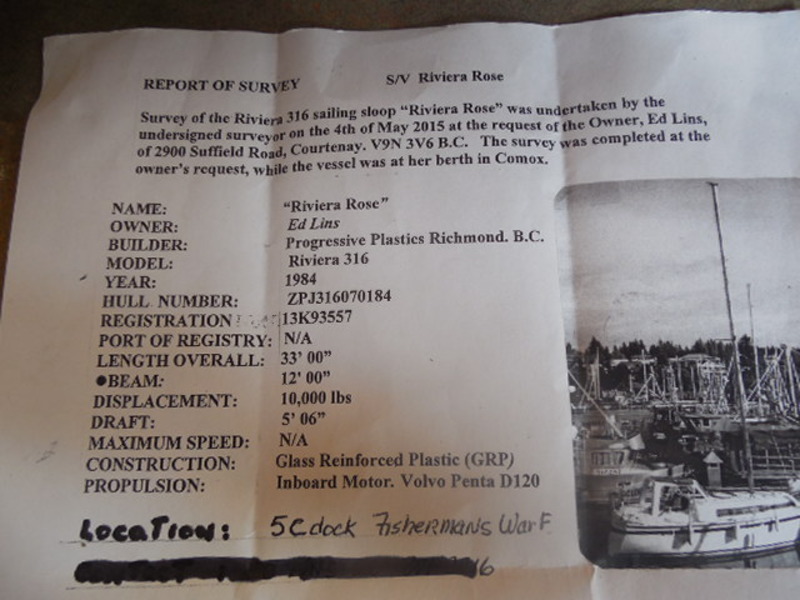 REPORT OF SURVEY S/V Riviera Rose
Survey of the Riviera 316 sailing sloop “Riviera Rose” was undertaken by the
undersigned surveyor on the 4th of May 2015 at the request of the Owner, Ed Lins,
of 2900 Suffield Road, Courtenay. V9N 3V6 B.C. The survey was completed at the
owner's request, while the vessel was at her berth in Comox.
NAME: “Riviera Rose”
OWNER: Ed Lins
BUILDER: Progressive Plastics Richmond. B.C.
MODEL: Riviera 316
YEAR: 1984
HULL NUMBER: ZPJ316070184
REGISTRATION 13K93557
PORT OF REGISTRY: N/A
LENGTH OVERALL: 33' 00”
BEAM: 12' 00”
DISPLACEMENT: 10,000 lbs
DRAFT: 5' 06”
MAXIMUM SPEED: N/A
CONSTRUCTION: Glass Reinforced Plastic (GRP)
PROPULSION: Inboard Motor. Volvo Penta D120
Location: 5C dock Fishermans Warf
16